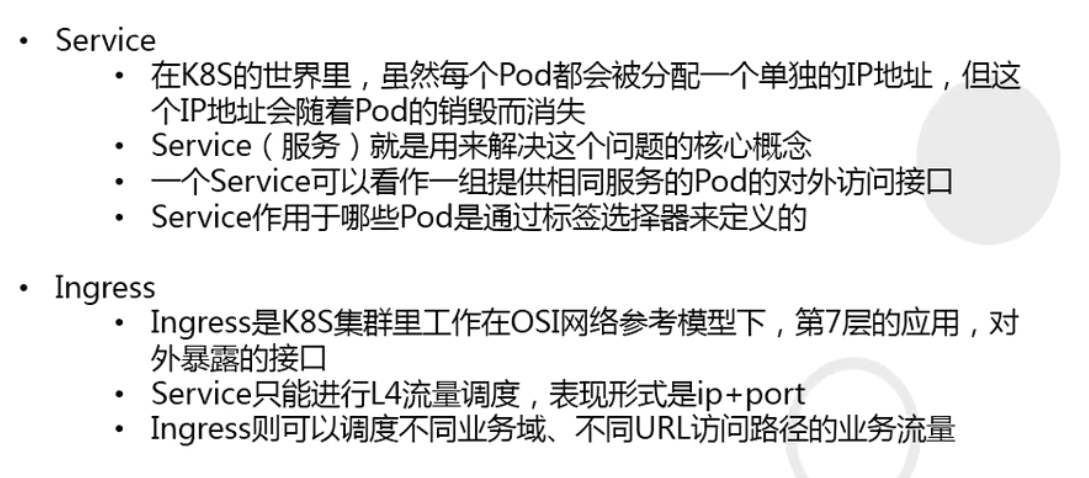 • Service
• 在K8S的世界里，虽然每个Pod都会被分配一个单独的IP地址，但这
个IP地址会随着Pod的销毁而消失
• Service（服务）就是用来解决这个问题的核心概念
• 一个Service可以看作一组提供相同服务的Pod的对外访问接口
• Service作用于哪些Pod是通过标签选择器来定义的
• Ingress
• Ingress是K8S集群里工作在OSI网络参考模型下，第7层的应用，对
外暴露的接口
• Service只能进行L4流量调度，表现形式是ip+port
• Ingress则可以调度不同业务域、不同URL访问路径的业务流量